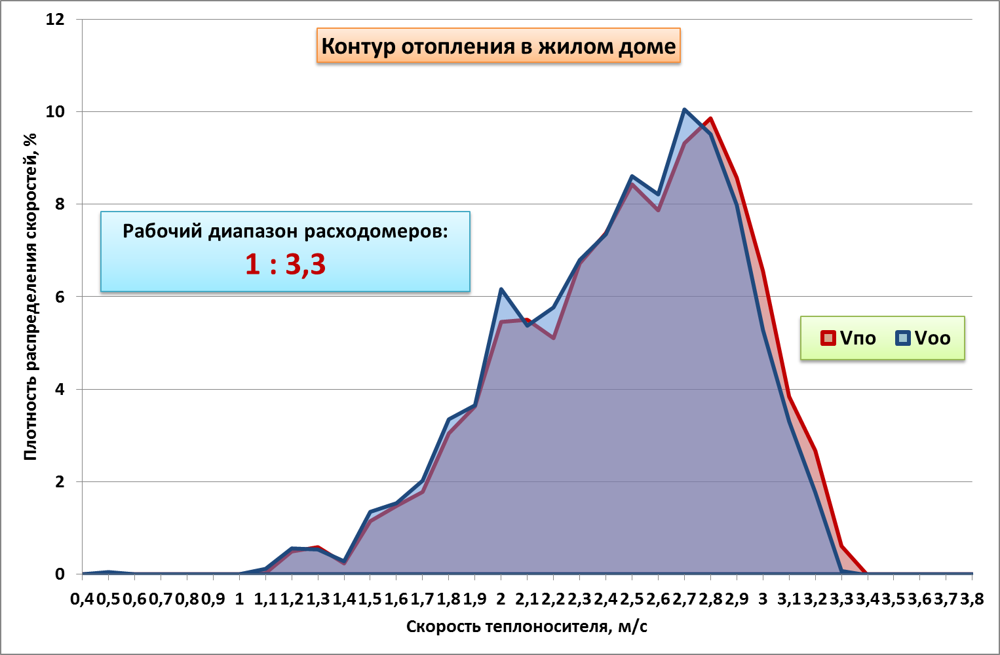 12
Контур отопления в жилом доме
10
8
Рабочий диапазон расходомеров:
1 : 3,3
6
Vпо Vоо
4
2
0
Плотность распределения скоростей, %
0,4 0,5 0,6 0,7 0,8 0,9 1 1,1 1,2 1,3 1,4 1,5 1,6 1,7 1,8 1,9 2 2,1 2,2 2,3 2,4 2,5 2,6 2,7 2,8 2,9 3 3,1 3,2 3,3 3,4 3,5 3,6 3,7 3,8
Скорость теплоносителя, м/с